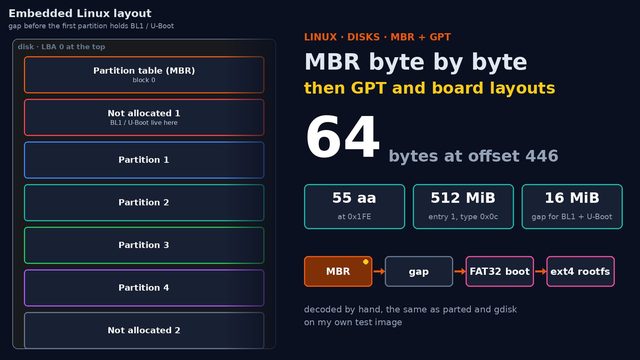 Embedded Linux layout
gap before the first partition holds BL1 / U-Boot
disk · LBA 0 at the top
Partition table (MBR)
block 0
Not allocated 1
BL1 / U-Boot live here
Partition 1
Partition 2
Partition 3
Partition 4
Not allocated 2
LINUX · DISKS · MBR + GPT
MBR byte by byte
then GPT and board layouts
64 bytes at offset 446
55 aa
at 0x1FE
512 MiB
entry 1, type 0x0c
16 MiB
gap for BL1 + U-Boot
MBR
gap
FAT32 boot
ext4 rootfs
decoded by hand, the same as parted and gdisk
on my own test image